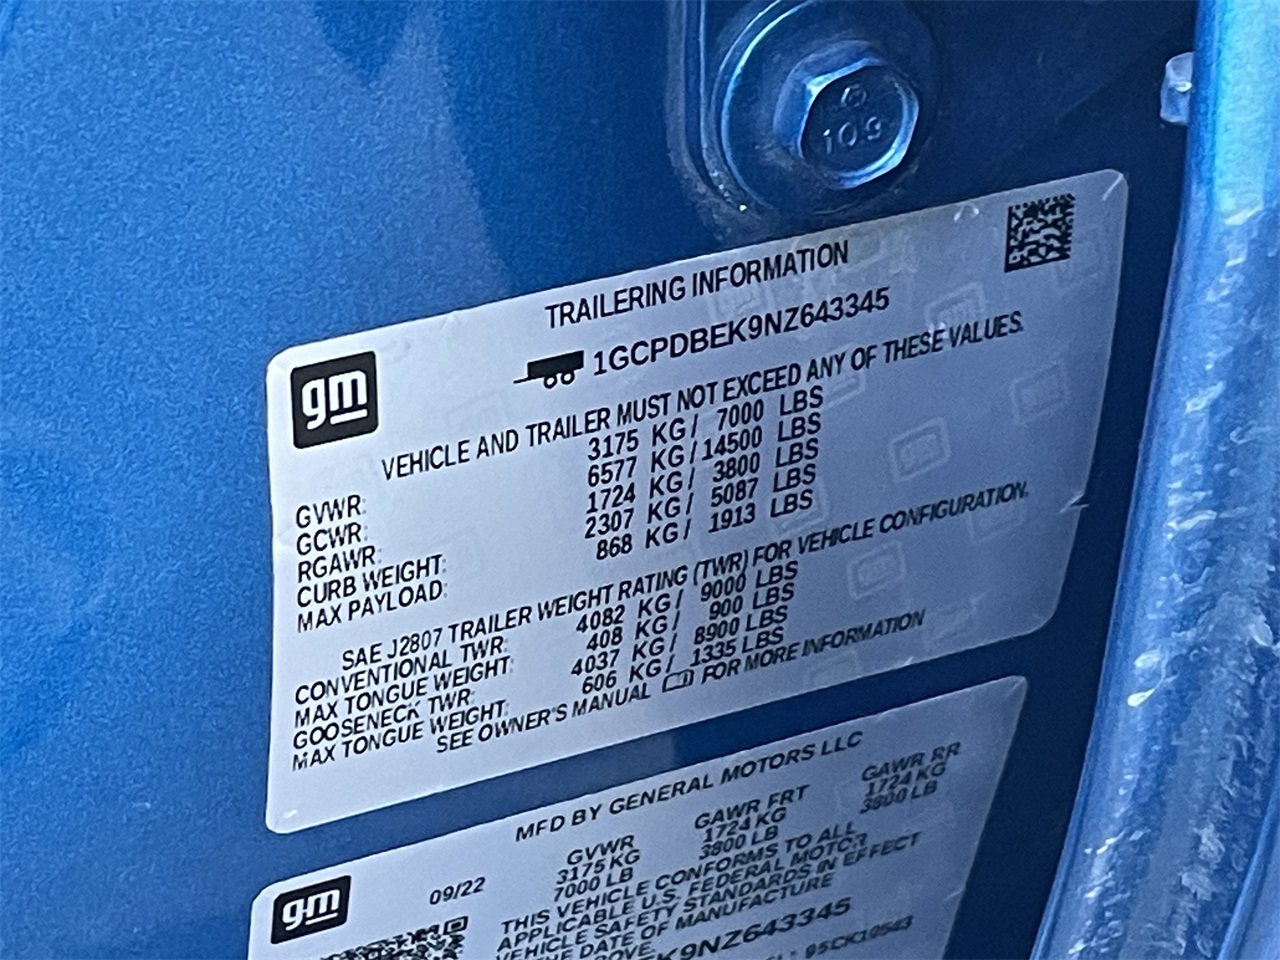 109
TRAILERING INFORMATION
1GCPDBEK9NZ643345
gm
VEHICLE AND TRAILER MUST NOT EXCEED ANY OF THESE VALUES.
GVWR: 3175 KG/ 7000 LBS
GCWR: 6577 KG/14500 LBS
RGAWR: 1724 KG/ 3800 LBS
CURB WEIGHT: 2307 KG/ 5087 LBS
MAX PAYLOAD: 868 KG/ 1913 LBS
SAE J2807 TRAILER WEIGHT RATING (TWR) FOR VEHICLE CONFIGURATION.
CONVENTIONAL TWR: 4082 KG/ 9000 LBS
MAX TONGUE WEIGHT: 408 KG/ 900 LBS
GOOSENECK TWR: 4037 KG/ 8900 LBS
MAX TONGUE WEIGHT: 606 KG/ 1335 LBS
SEE OWNER'S MANUAL FOR MORE INFORMATION
MFD BY GENERAL MOTORS LLC
gm
09/22
GVWR GAWR FRT GAWR RR
3175 KG 1724 KG 1724 KG
7000 LB 3800 LB 3800 LB
THIS VEHICLE CONFORMS TO ALL
APPLICABLE U.S. FEDERAL MOTOR
VEHICLE SAFETY STANDARDS IN EFFECT
THE DATE OF MANUFACTURE
ABOVE.
EK9NZ643345